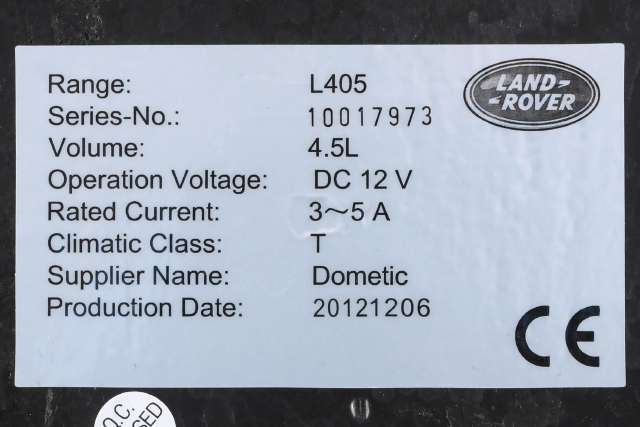 Range: L405
LAND-
-ROVER
Series-No.: 10017973
Volume: 4.5L
Operation Voltage: DC 12 V
Rated Current: 3~5 A
Climatic Class: T
Supplier Name: Dometic
Production Date: 20121206
CE